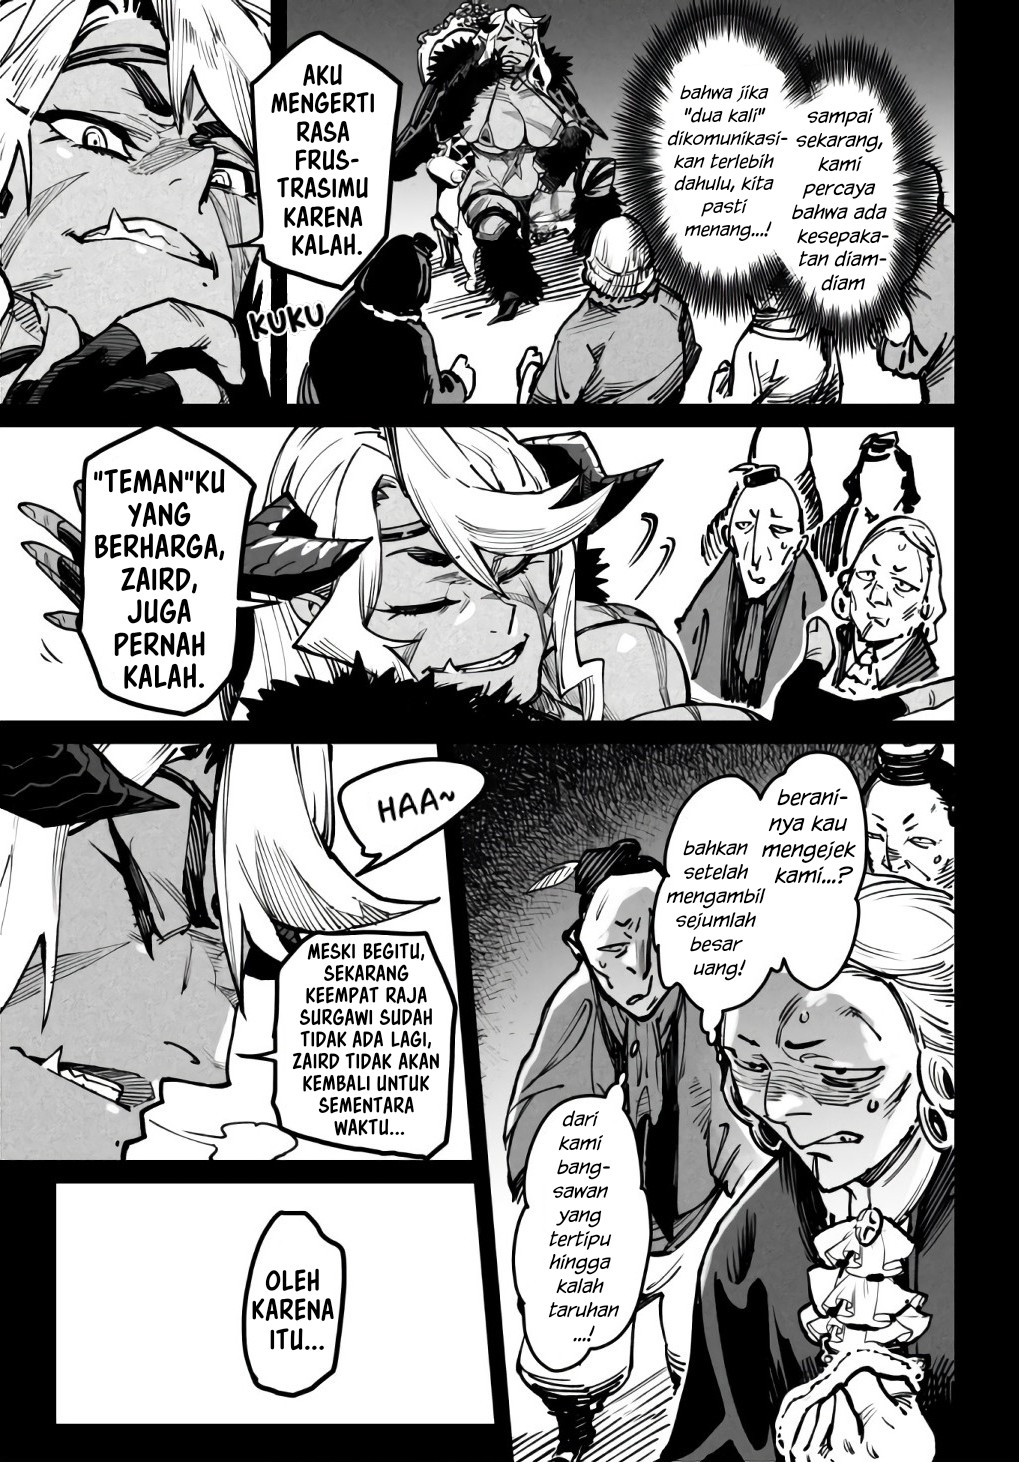 sampai
sekarang,
kami
percaya
bahwa ada
kesepaka-
tan diam-
diam
bahwa jika
"dua kali"
dikomunikasi-
kan terlebih
dahulu, kita
pasti
menang...!
AKU
MENGERTI
RASA
FRUS-
TRASIMU
KARENA
KALAH.
KUKU
"TEMAN"KU
YANG
BERHARGA,
ZAIRD,
JUGA
PERNAH
KALAH.
berani-
nya kau
mengejek
kami...?
bahkan
setelah
mengambil
sejumlah
besar
uang!
dari
kami
bang-
sawan
yang
tertipu
hingga
kalah
taruhan
...!
HAA~
MESKI BEGITU,
SEKARANG
KEEMPAT RAJA
SURGAWI SUDAH
TIDAK ADA LAGI,
ZAIRD TIDAK AKAN
KEMBALI UNTUK
SEMENTARA
WAKTU...
OLEH
KARENA
ITU...